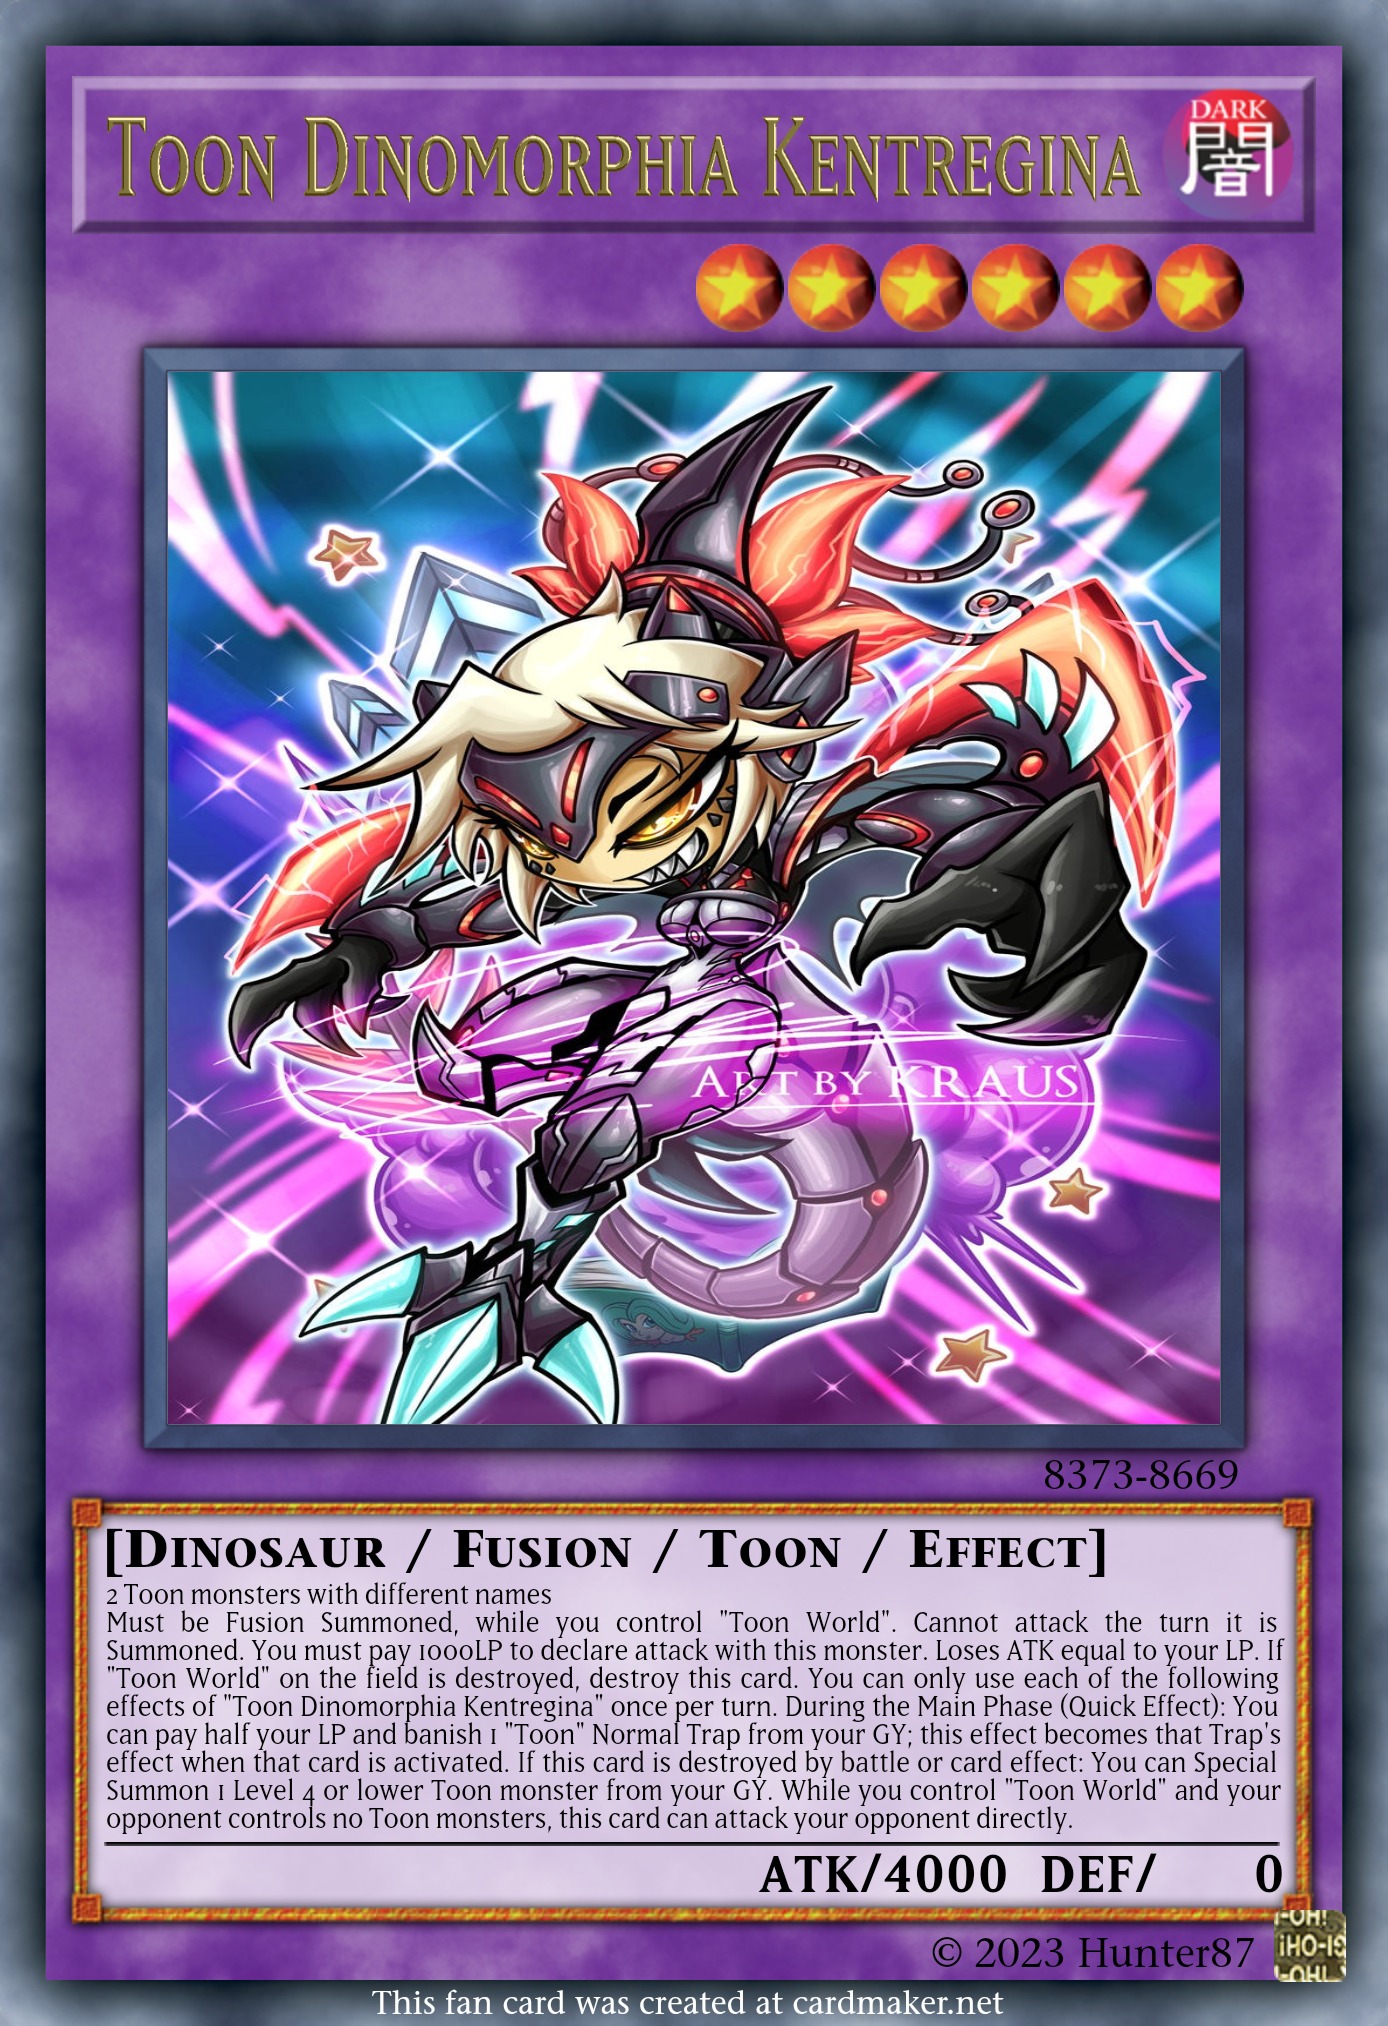 Toon Dinomorphia Kentregina
DARK
闇
Art by Kraus
8373-8669
[Dinosaur / Fusion / Toon / Effect]
2 Toon monsters with different names
Must be Fusion Summoned, while you control "Toon World". Cannot attack the turn it is
Summoned. You must pay 1000LP to declare attack with this monster. Loses ATK equal to your LP. If
"Toon World" on the field is destroyed, destroy this card. You can only use each of the following
effects of "Toon Dinomorphia Kentregina" once per turn. During the Main Phase (Quick Effect): You
can pay half your LP and banish 1 "Toon" Normal Trap from your GY; this effect becomes that Trap's
effect when that card is activated. If this card is destroyed by battle or card effect: You can Special
Summon 1 Level 4 or lower Toon monster from your GY. While you control "Toon World" and your
opponent controls no Toon monsters, this card can attack your opponent directly.
ATK/4000 DEF/ 0
© 2023 Hunter87
This fan card was created at cardmaker.net